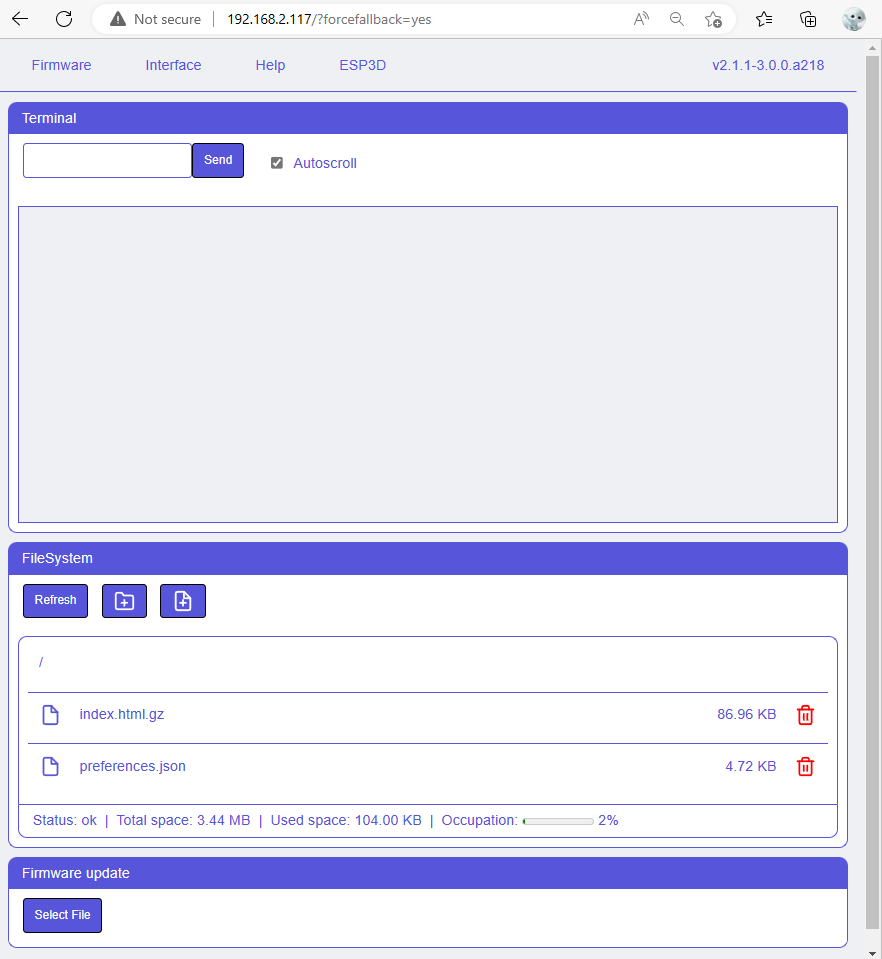 Not secure | 192.168.2.117/?forcefallback=yes
Firmware Interface Help ESP3D v2.1.1-3.0.0.a218
Terminal
Send Autoscroll
FileSystem
Refresh
/
index.html.gz 86.96 KB
preferences.json 4.72 KB
Status: ok | Total space: 3.44 MB | Used space: 104.00 KB | Occupation: 2%
Firmware update
Select File